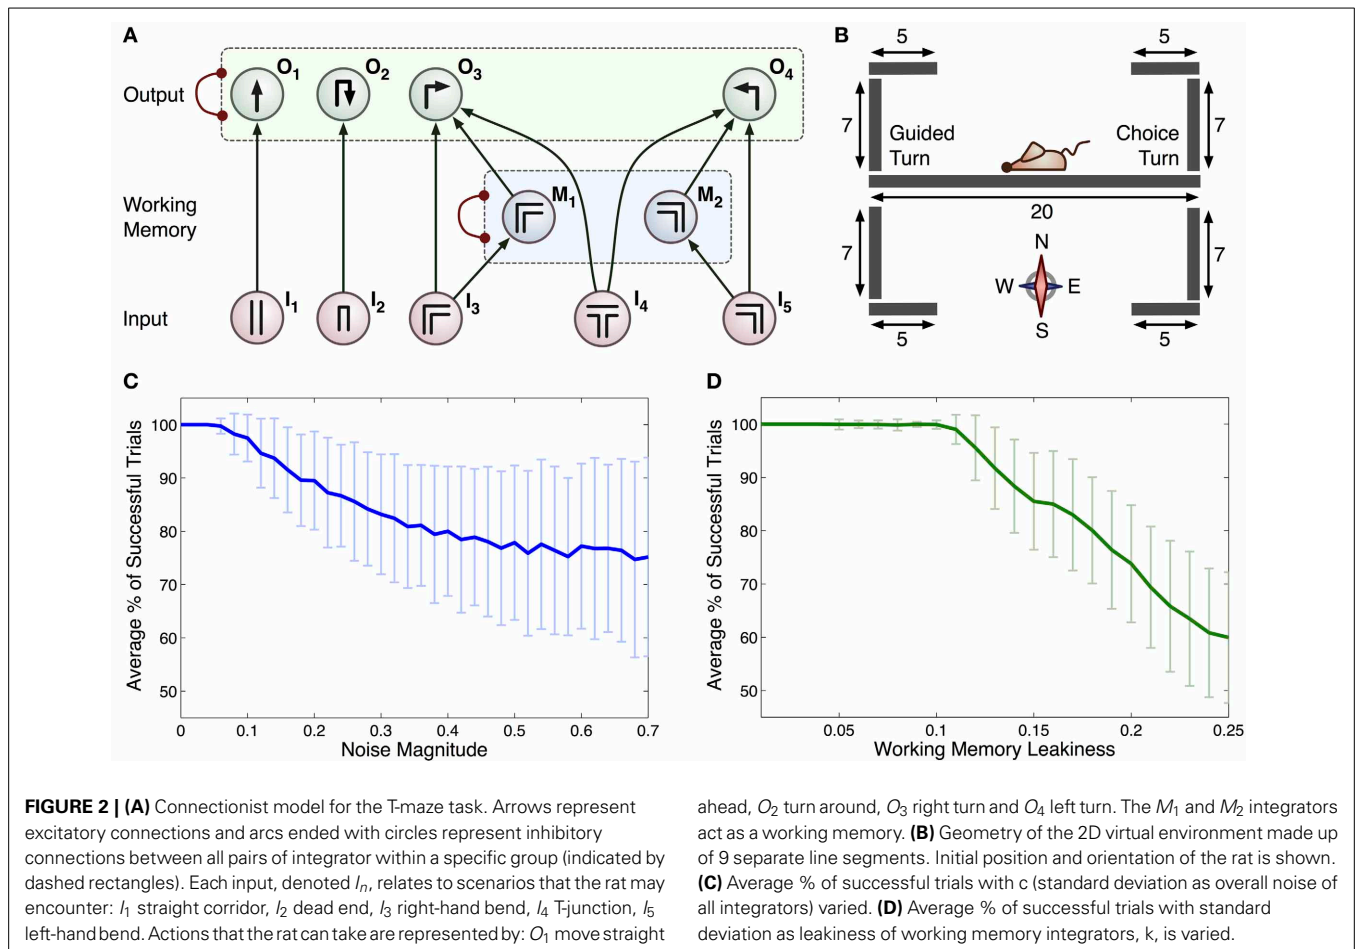 A
Output
O1
O2
O3
O4
Working
Memory
M1
M2
Input
I1
I2
I3
I4
I5
B
5
5
7
Guided
Turn
Choice
Turn
7
20
7
N
W
E
S
7
5
5
C
Average % of Successful Trials
100
90
80
70
60
50
0
0.1
0.2
0.3
0.4
0.5
0.6
0.7
Noise Magnitude
D
Average % of Successful Trials
100
90
80
70
60
50
0.05
0.1
0.15
0.2
0.25
Working Memory Leakiness
FIGURE 2 | (A) Connectionist model for the T-maze task. Arrows represent
excitatory connections and arcs ended with circles represent inhibitory
connections between all pairs of integrator within a specific group (indicated by
dashed rectangles). Each input, denoted In, relates to scenarios that the rat may
encounter: I1 straight corridor, I2 dead end, I3 right-hand bend, I4 T-junction, I5
left-hand bend. Actions that the rat can take are represented by: O1 move straight
ahead, O2 turn around, O3 right turn and O4 left turn. The M1 and M2 integrators
act as a working memory. (B) Geometry of the 2D virtual environment made up
of 9 separate line segments. Initial position and orientation of the rat is shown.
(C) Average % of successful trials with c (standard deviation as overall noise of
all integrators) varied. (D) Average % of successful trials with standard
deviation as leakiness of working memory integrators, k, is varied.